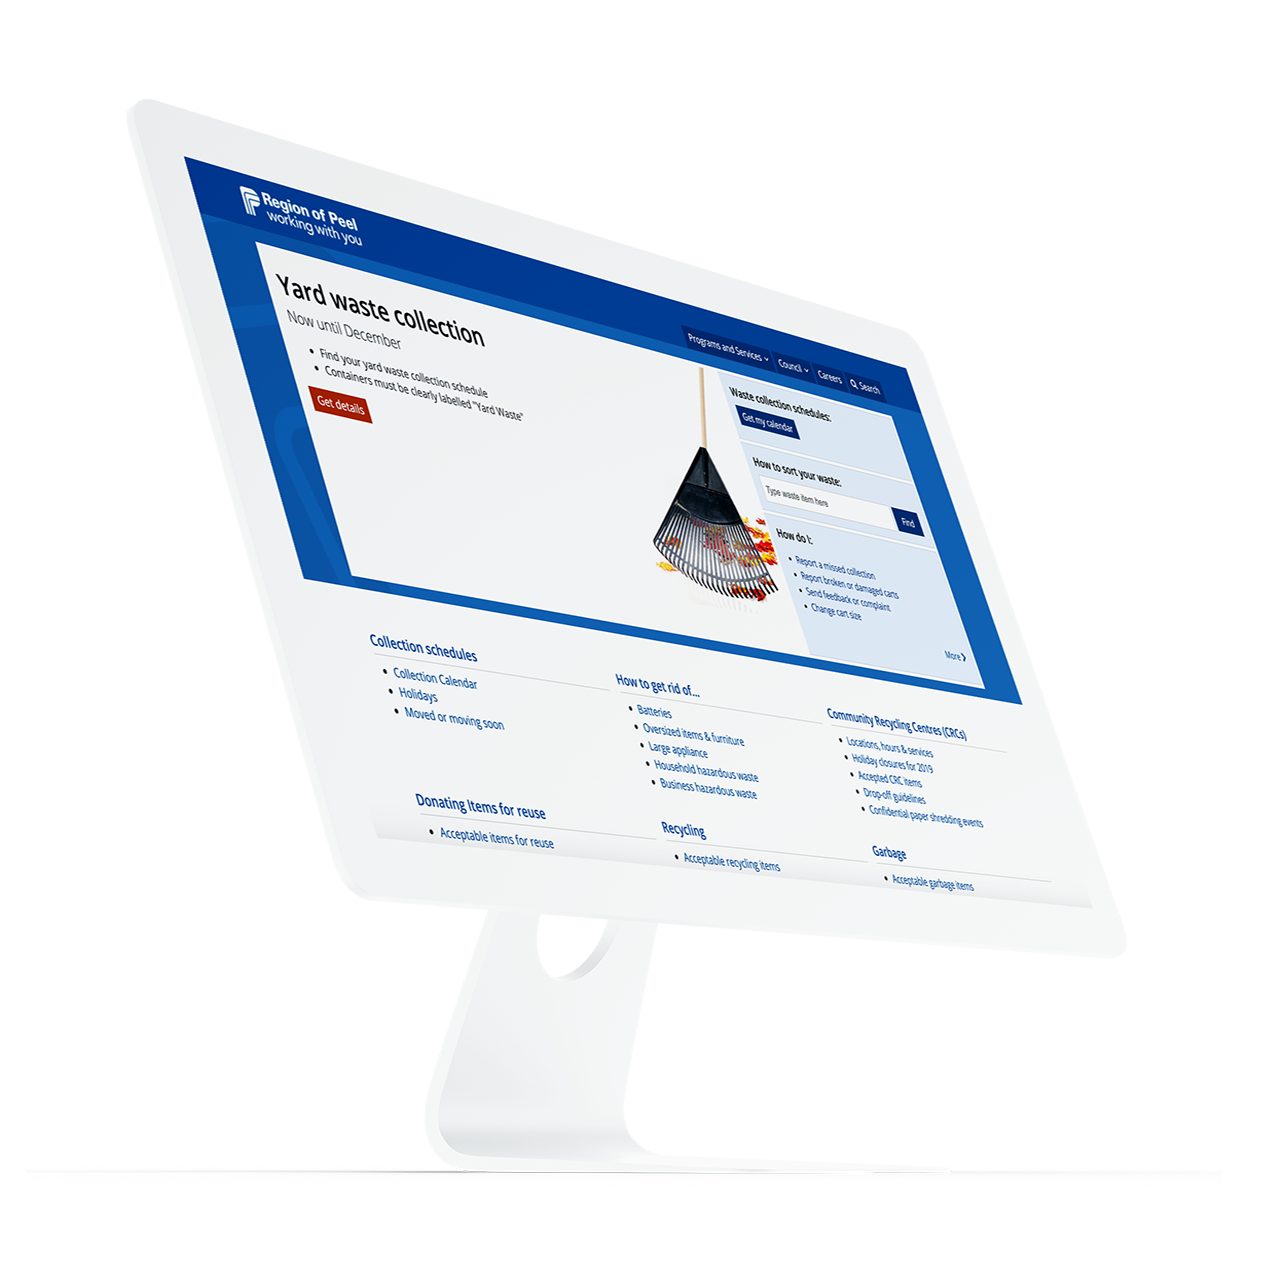 Region of Peel
working with you
Programs and Services
Council
Careers
Search
Yard waste collection
Now until December
• Find your yard waste collection schedule
• Containers must be clearly labelled "Yard Waste"
Get details
Waste collection schedules:
Get my calendar
How to sort your waste:
Type waste item here
Find
How do I:
• Report a missed collection
• Report broken or damaged carts
• Send feedback or complaint
• Change cart size
More
Collection schedules
• Collection Calendar
• Holidays
• Moved or moving soon
How to get rid of...
• Batteries
• Oversized items & furniture
• Large appliance
• Household hazardous waste
• Business hazardous waste
Community Recycling Centres (CRCs)
• Locations, hours & services
• Holiday closures for 2019
• Accepted CRC items
• Drop-off guidelines
• Confidential paper shredding events
Donating Items for reuse
• Acceptable items for reuse
Recycling
• Acceptable recycling items
Garbage
• Acceptable garbage items